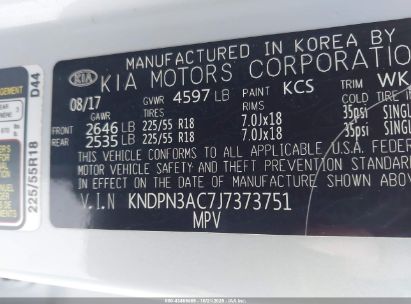 MANUFACTURED IN KOREA BY
KIA KIA MOTORS CORPORATION
08/17 GVWR 4597 LB PAINT KCS TRIM WK
GAWR TIRES RIMS COLD TIRE
FRONT 2646 LB 225/55 R18 7.0Jx18 35psi SINGL
REAR 2535 LB 225/55 R18 7.0Jx18 35psi SINGL
THIS VEHICLE CONFORMS TO ALL APPLICABLE U.S.A. FEDERAL
MOTOR VEHICLE SAFETY AND THEFT PREVENTION STANDARD
IN EFFECT ON THE DATE OF MANUFACTURE SHOWN ABOVE
V.I.N KNDPN3AC7J7373751
MPV
225/55R18 D44